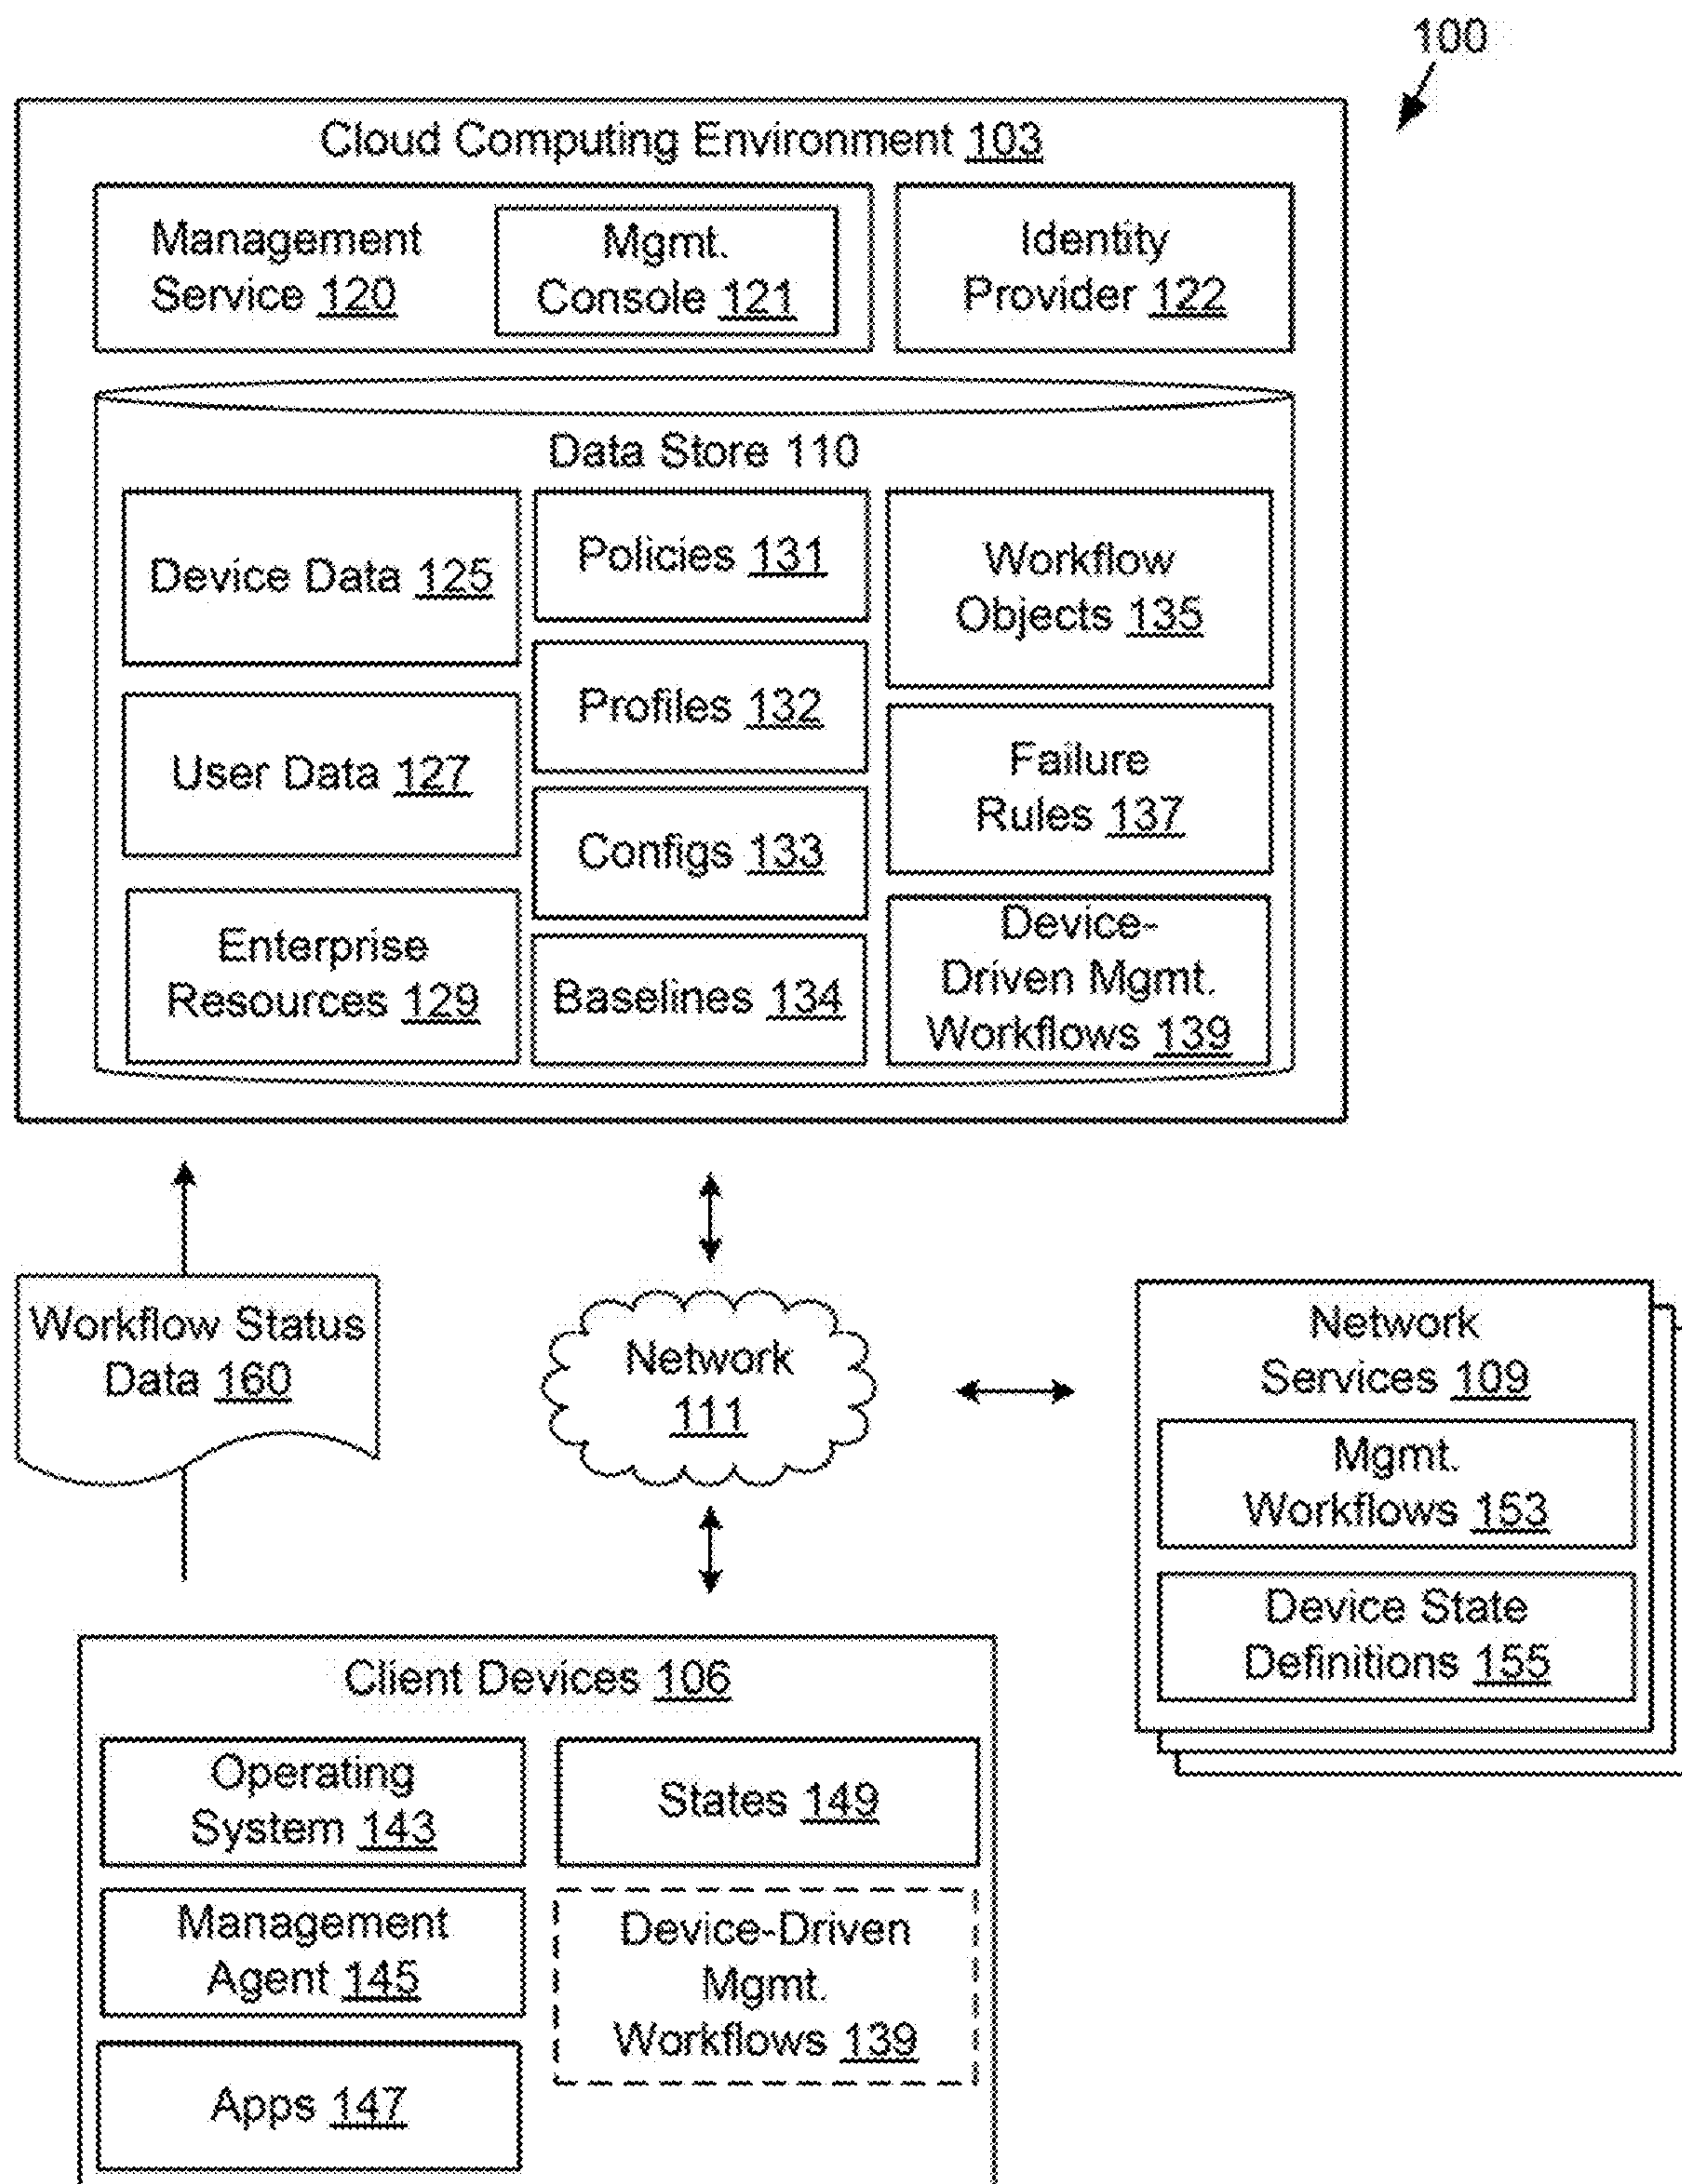 100
Cloud Computing Environment 103
Management
Service 120
Mgmt.
Console 121
Identity
Provider 122
Data Store 110
Device Data 125
User Data 127
Enterprise
Resources 129
Policies 131
Profiles 132
Configs 133
Baselines 134
Workflow
Objects 135
Failure
Rules 137
Device-
Driven Mgmt.
Workflows 139
Workflow Status
Data 160
Network
111
Network
Services 109
Mgmt.
Workflows 153
Device State
Definitions 155
Client Devices 106
Operating
System 143
Management
Agent 145
Apps 147
States 149
Device-Driven
Mgmt.
Workflows 139